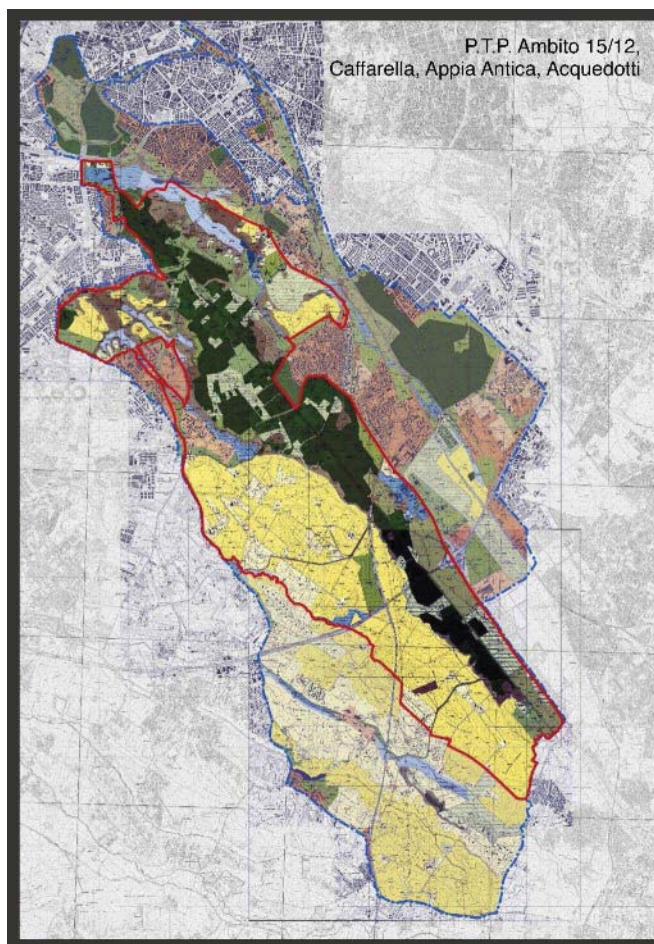 P.T.P. Ambito 15/12,
Caffarella, Appia Antica, Acquedotti